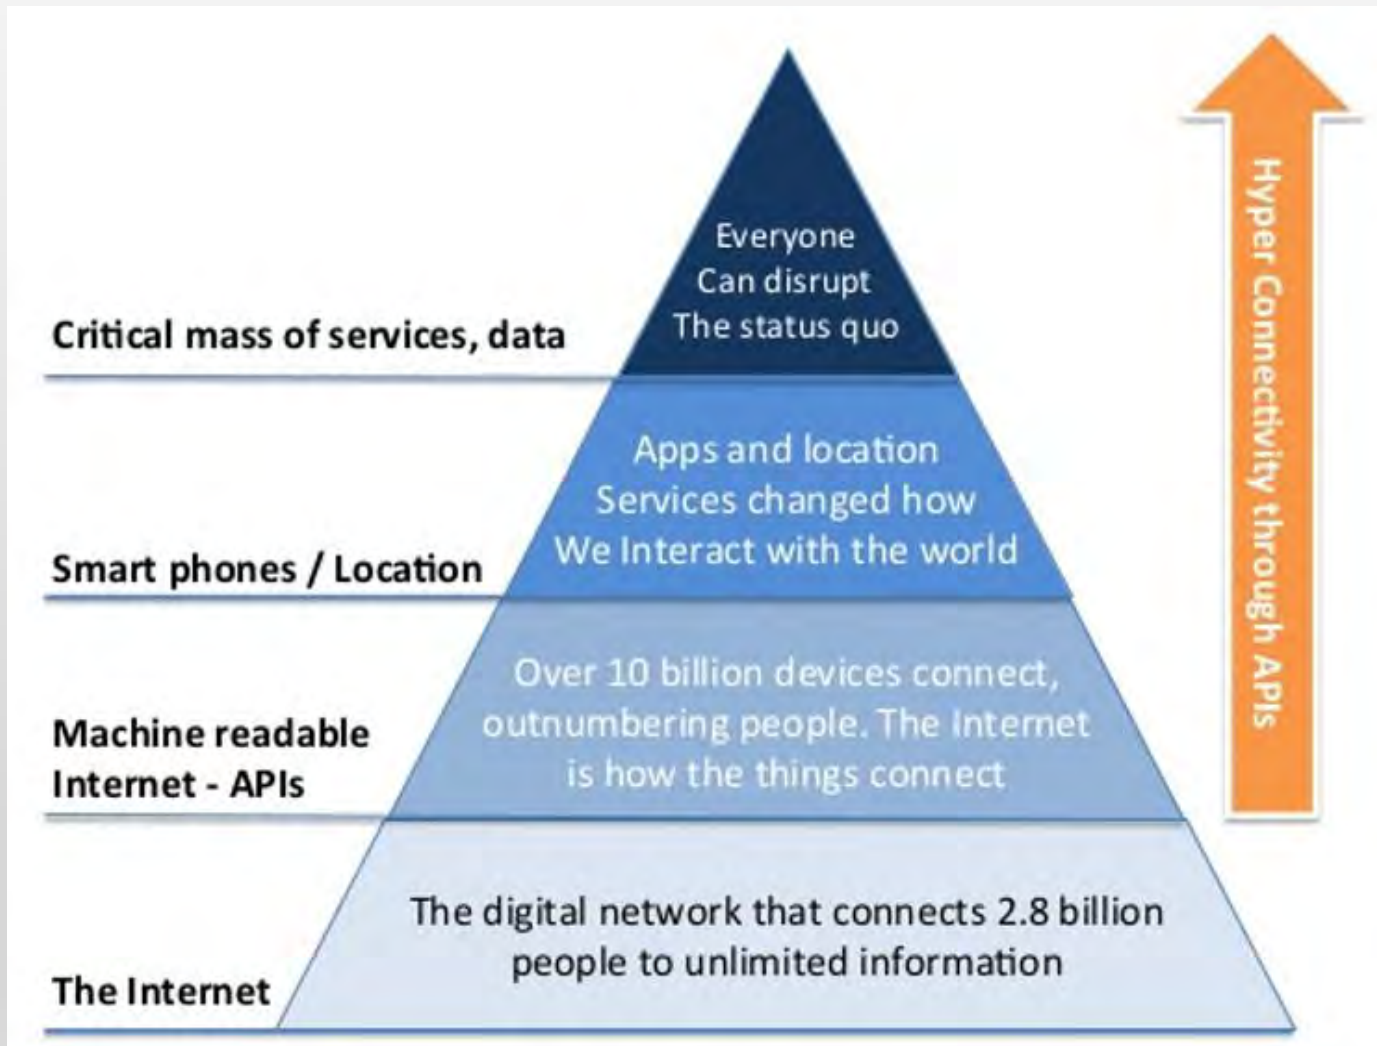 Everyone
Can disrupt
The status quo
Critical mass of services, data
Apps and location
Services changed how
We Interact with the world
Smart phones / Location
Over 10 billion devices connect,
outnumbering people. The Internet
is how the things connect
Machine readable
Internet - APIs
The digital network that connects 2.8 billion
people to unlimited information
The Internet
Hyper Connectivity through APIs